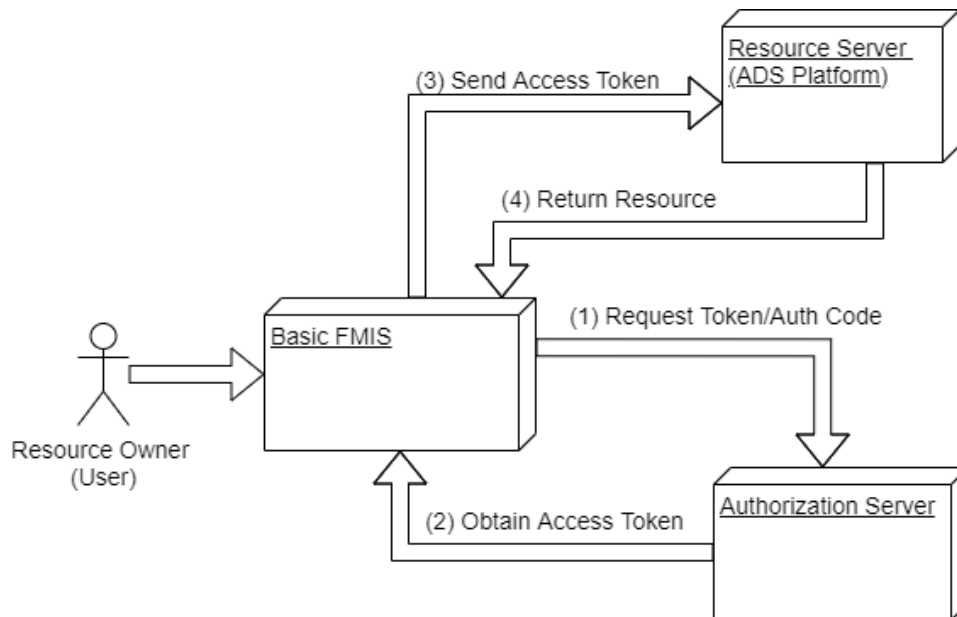 Resource Server
(ADS Platform)
(3) Send Access Token
(4) Return Resource
(1) Request Token/Auth Code
Basic FMIS
Resource Owner
(User)
Authorization Server
(2) Obtain Access Token